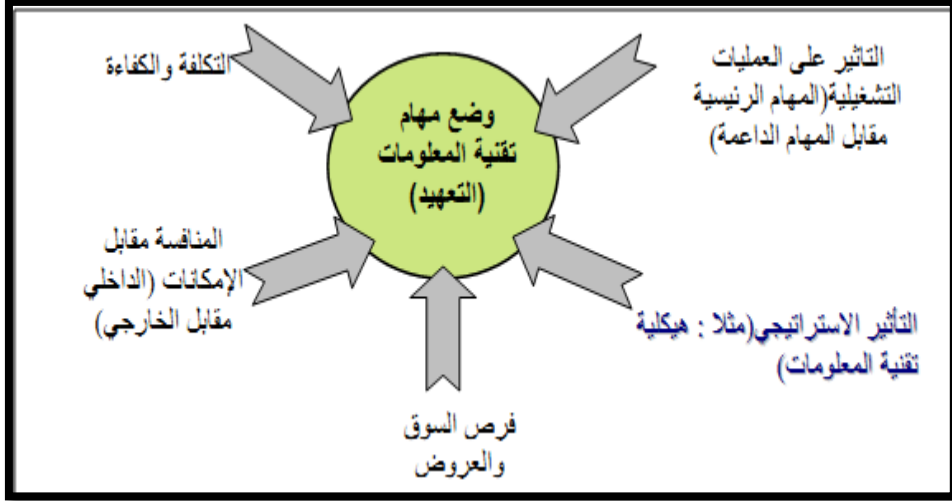 التاثير على العمليات
التشغيلية(المهام الرئيسية
مقابل المهام الداعمة)
التكلفة والكفاءة
وضع مهام
تقنية المعلومات
(التعهيد)
المنافسة مقابل
الإمكانات (الداخلي
مقابل الخارجي)
التأثير الاستراتيجي(مثلا : هيكلية
تقنية المعلومات)
فرص السوق
والعروض